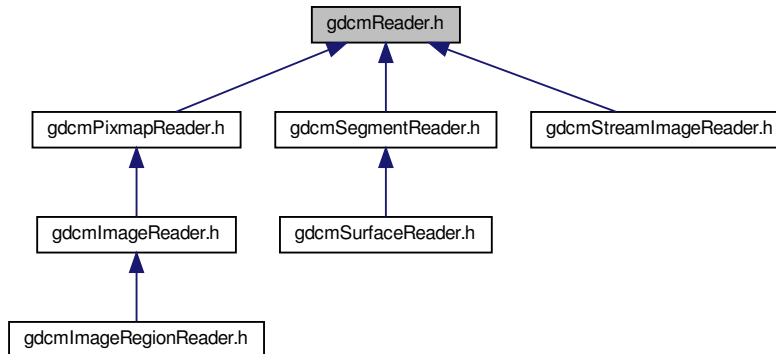 gdcmReader.h
gdcmPixmapReader.h
gdcmSegmentReader.h
gdcmStreamImageReader.h
gdcmImageReader.h
gdcmSurfaceReader.h
gdcmImageRegionReader.h